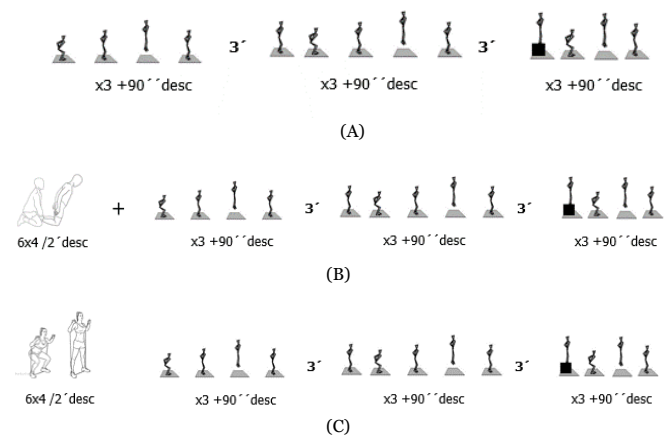 3´ 3´
x3 +90´´desc x3 +90´´desc x3 +90´´desc
(A)
+ 3´ 3´
6x4 /2´desc x3 +90´´desc x3 +90´´desc x3 +90´´desc
(B)
3´ 3´
6x4 /2´desc x3 +90´´desc x3 +90´´desc x3 +90´´desc
(C)